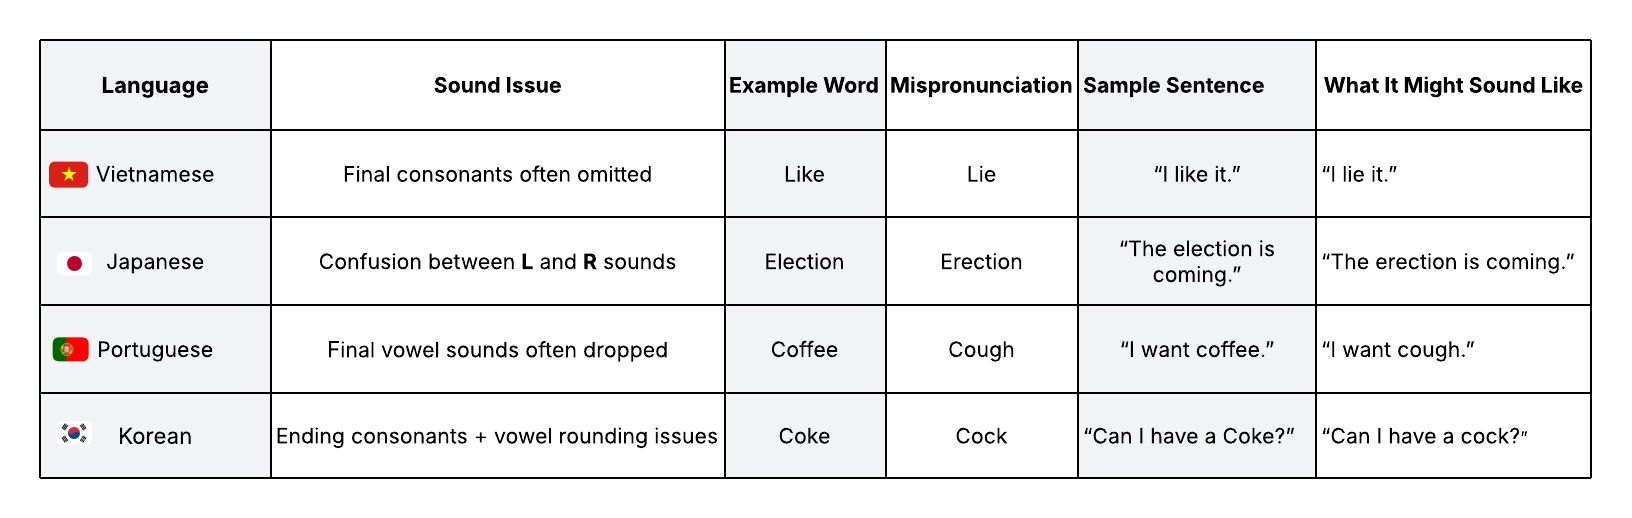 Language Sound Issue Example Word Mispronunciation Sample Sentence What It Might Sound Like
Vietnamese Final consonants often omitted Like Lie “I like it.” “I lie it.”
Japanese Confusion between L and R sounds Election Erection “The election is
coming.” “The erection is coming.”
Portuguese Final vowel sounds often dropped Coffee Cough “I want coffee.” “I want cough.”
Korean Ending consonants + vowel rounding issues Coke Cock “Can I have a Coke?” “Can I have a cock?”